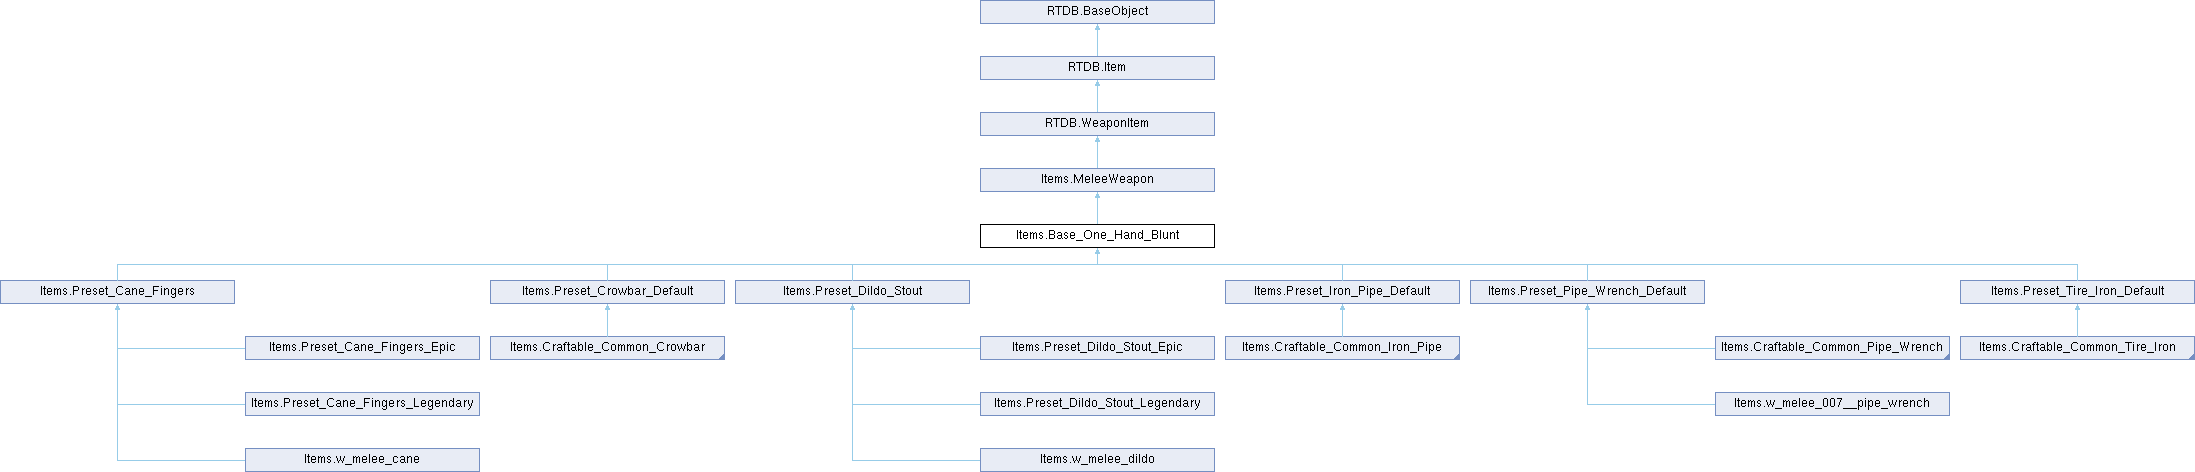 RTDB.BaseObject
RTDB.Item
RTDB.WeaponItem
Items.MeleeWeapon
Items.Base_One_Hand_Blunt
Items.Preset_Cane_Fingers
Items.Preset_Crowbar_Default
Items.Preset_Dildo_Stout
Items.Preset_Iron_Pipe_Default
Items.Preset_Pipe_Wrench_Default
Items.Preset_Tire_Iron_Default
Items.Preset_Cane_Fingers_Epic
Items.Craftable_Common_Crowbar
Items.Preset_Dildo_Stout_Epic
Items.Craftable_Common_Iron_Pipe
Items.Craftable_Common_Pipe_Wrench
Items.Craftable_Common_Tire_Iron
Items.Preset_Cane_Fingers_Legendary
Items.Preset_Dildo_Stout_Legendary
Items.w_melee_007__pipe_wrench
Items.w_melee_cane
Items.w_melee_dildo